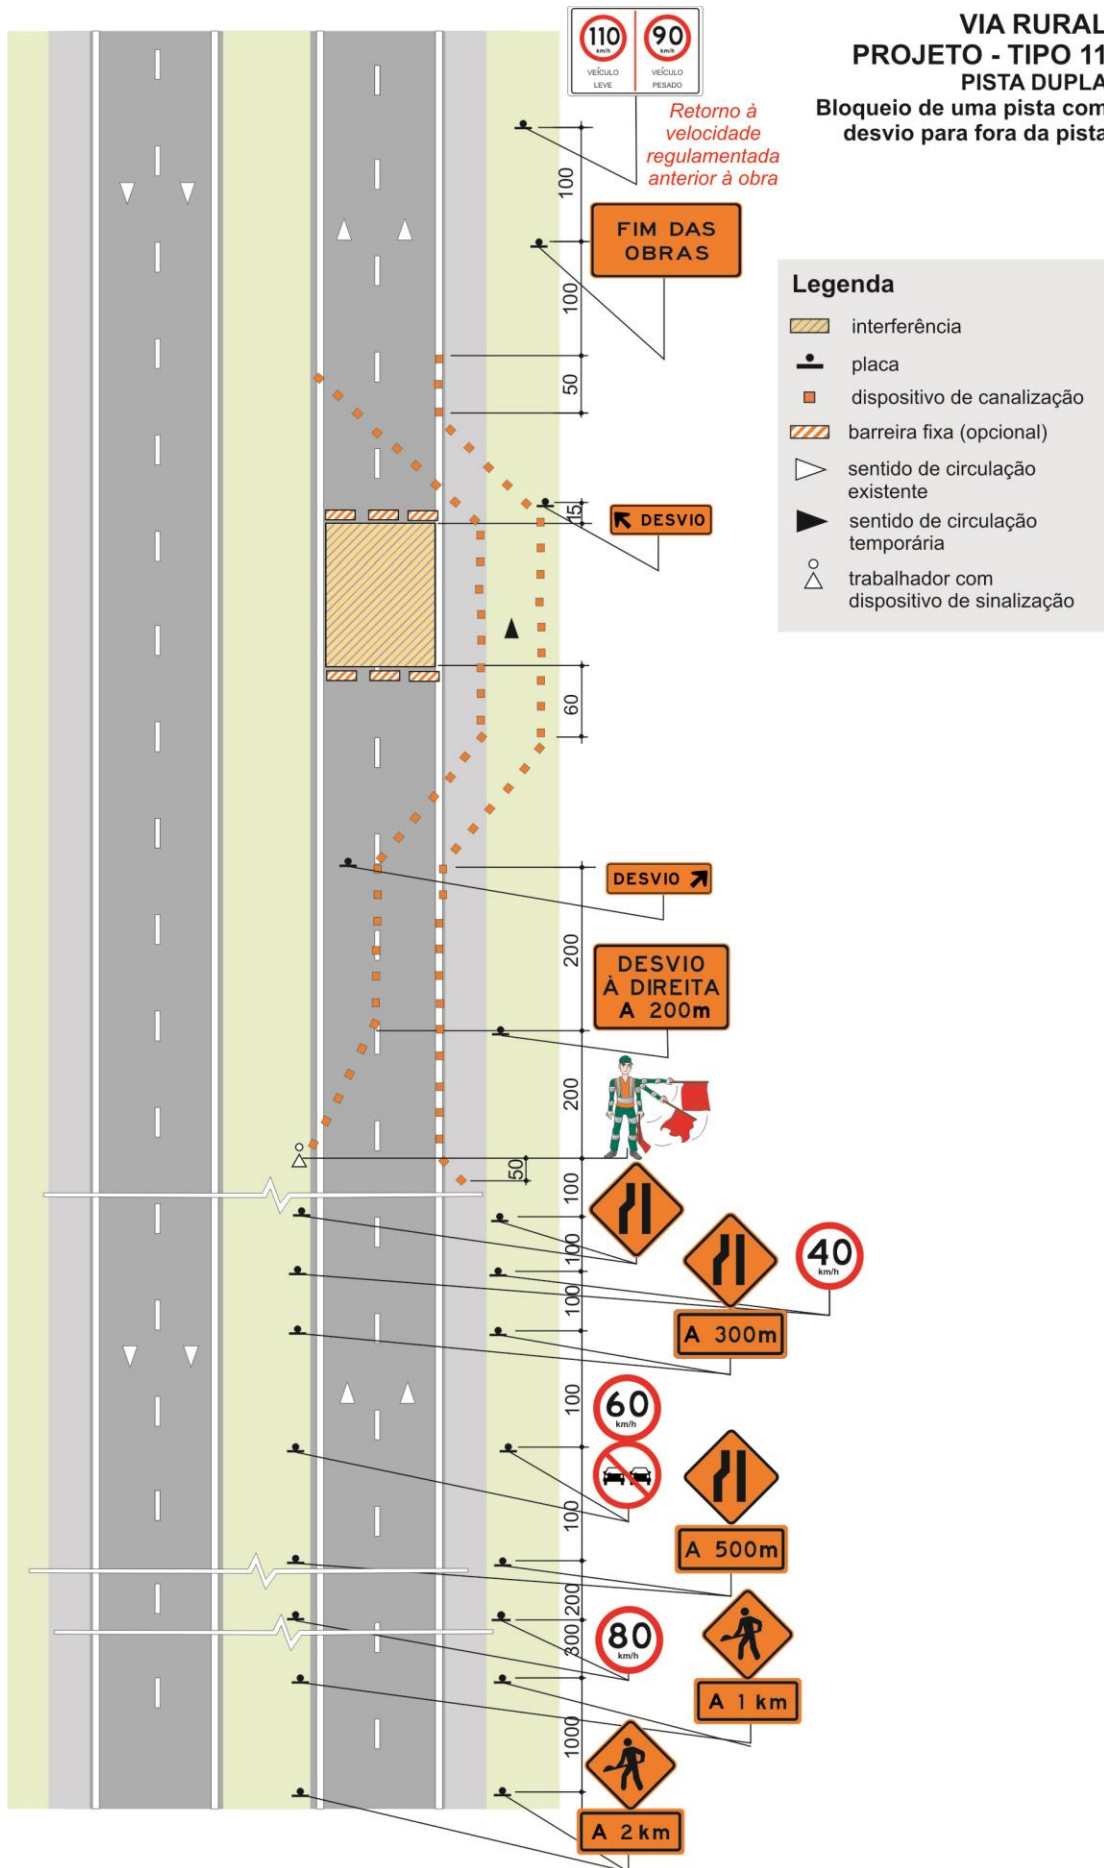 VIA RURAL
PROJETO - TIPO 11
PISTA DUPLA
Bloqueio de uma pista com
desvio para fora da pista
110
km/h
VEÍCULO
LEVE
90
km/h
VEÍCULO
PESADO
Retorno à
velocidade
regulamentada
anterior à obra
100
FIM DAS
OBRAS
100
50
Legenda
interferência
placa
dispositivo de canalização
barreira fixa (opcional)
sentido de circulação
existente
sentido de circulação
temporária
trabalhador com
dispositivo de sinalização
15
DESVIO
60
DESVIO
200
DESVIO
À DIREITA
A 200m
200
50
100
100
40
km/h
100
A 300m
100
60
km/h
100
A 500m
200
300
80
km/h
A 1 km
1000
A 2km